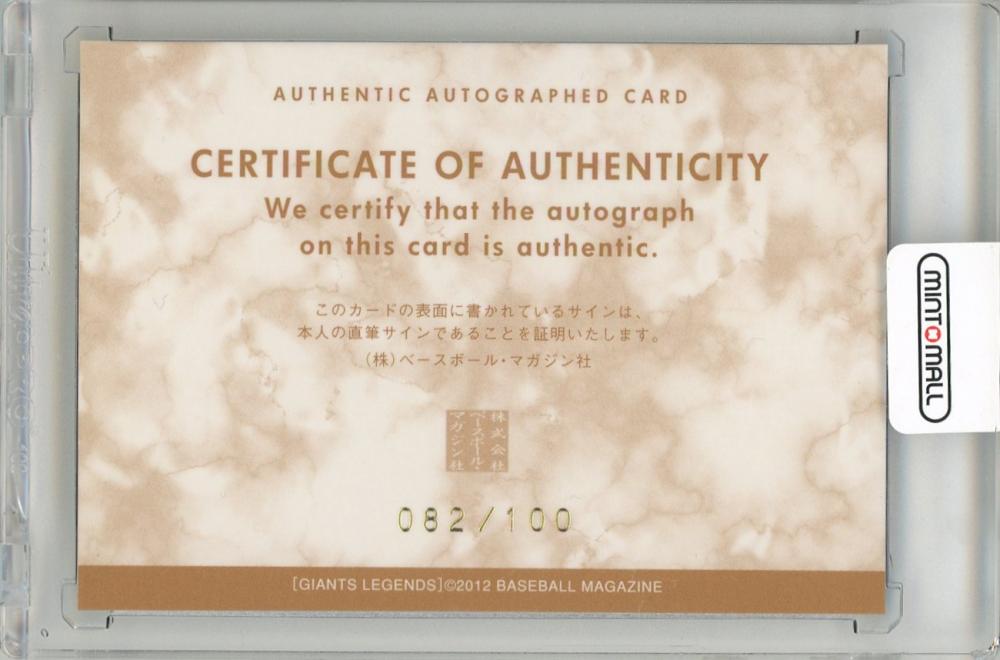 AUTHENTIC AUTOGRAPHED CARD
CERTIFICATE OF AUTHENTICITY
We certify that the autograph
on this card is authentic.
このカードの表面に書かれているサインは、
本人の直筆サインであることを証明いたします。
(株)ベースボール・マガジン社
株式会社
ベースボール・
マガジン社
082/100
[GIANTS LEGENDS]©2012 BASEBALL MAGAZINE
MINTOMALL